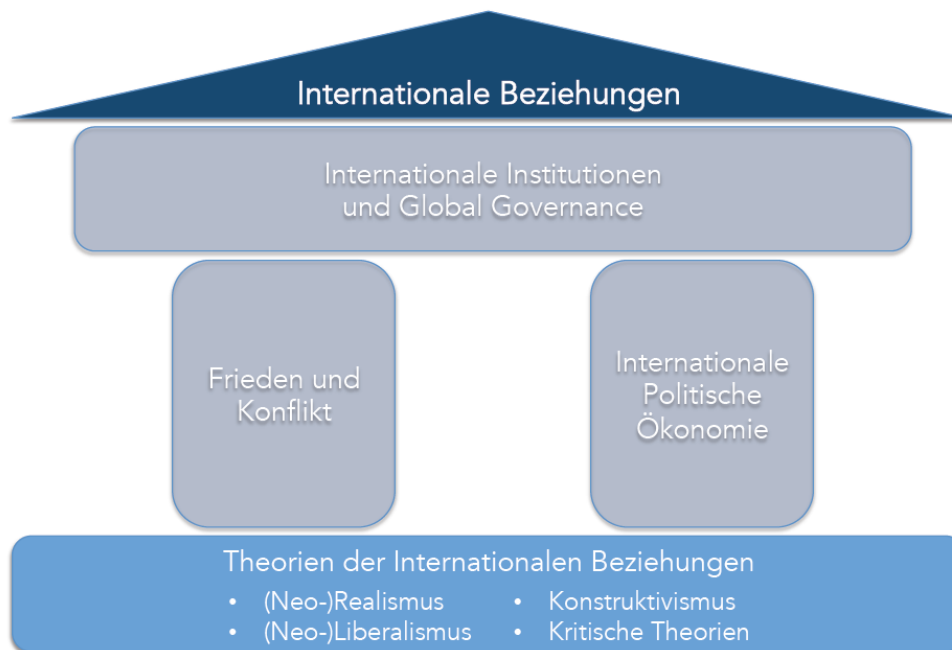 Internationale Beziehungen
Internationale Institutionen
und Global Governance
Frieden und
Konflikt
Internationale
Politische
Ökonomie
Theorien der Internationalen Beziehungen
• (Neo-)Realismus
• (Neo-)Liberalismus
• Konstruktivismus
• Kritische Theorien